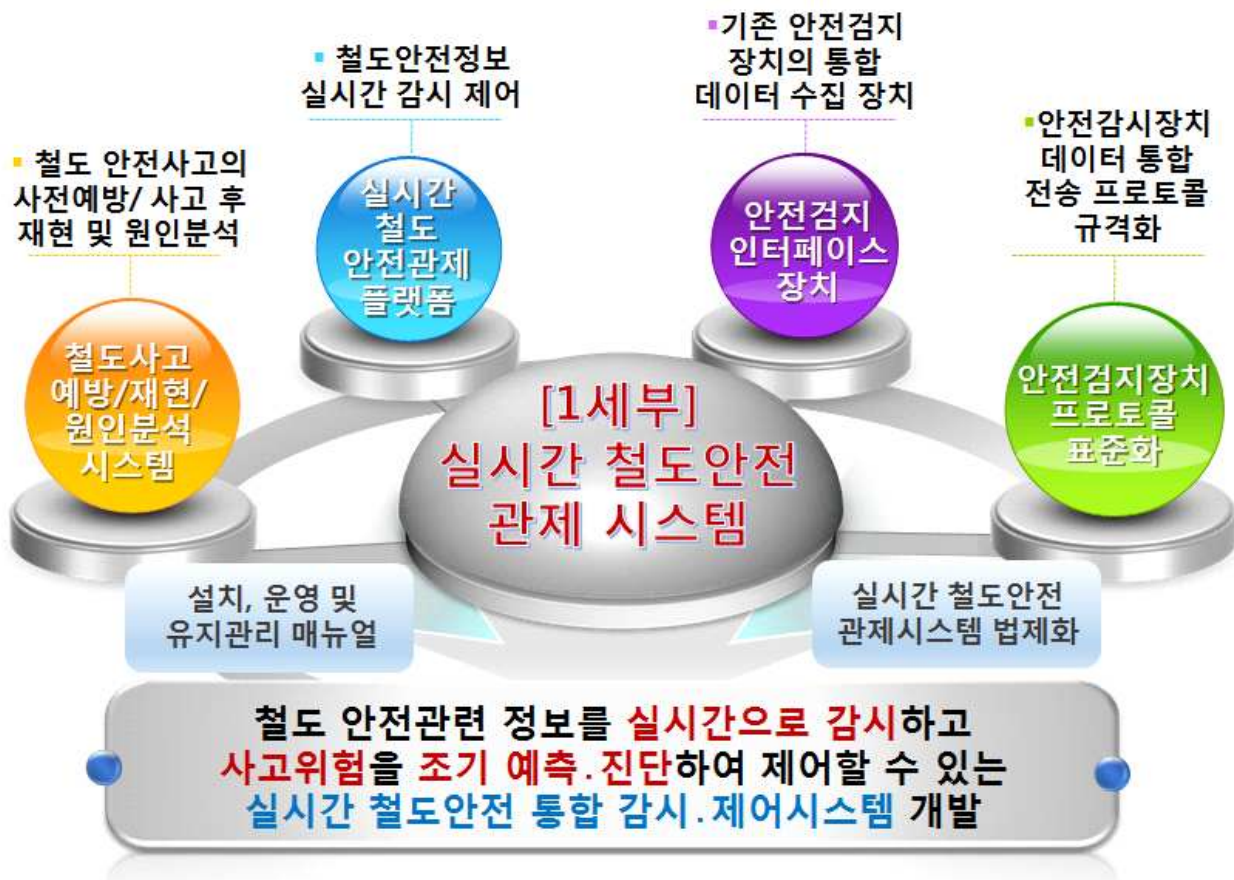 ▪ 철도 안전사고의
사전예방/ 사고 후
재현 및 원인분석
▪ 철도안전정보
실시간 감시 제어
▪기존 안전검지
장치의 통합
데이터 수집 장치
▪안전감시장치
데이터 통합
전송 프로토콜
규격화
철도사고
예방/재현/
원인분석
시스템
실시간
철도
안전관제
플랫폼
안전검지
인터페이스
장치
안전검지장치
프로토콜
표준화
[1세부]
실시간 철도안전
관제 시스템
설치, 운영 및
유지관리 매뉴얼
실시간 철도안전
관제시스템 법제화
철도 안전관련 정보를 실시간으로 감시하고
사고위험을 조기 예측.진단하여 제어할 수 있는
실시간 철도안전 통합 감시.제어시스템 개발